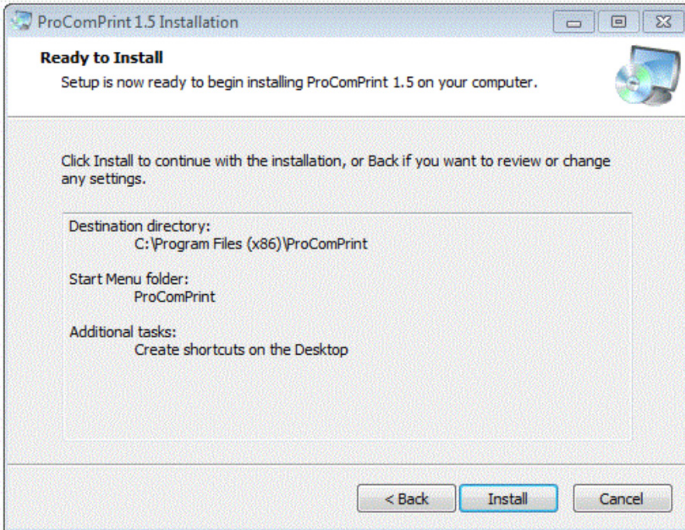 ProComPrint 1.5 Installation
Ready to Install
Setup is now ready to begin installing ProComPrint 1.5 on your computer.
Click Install to continue with the installation, or Back if you want to review or change
any settings.
Destination directory:
C:\Program Files (x86)\ProComPrint
Start Menu folder:
ProComPrint
Additional tasks:
Create shortcuts on the Desktop
< Back Install Cancel